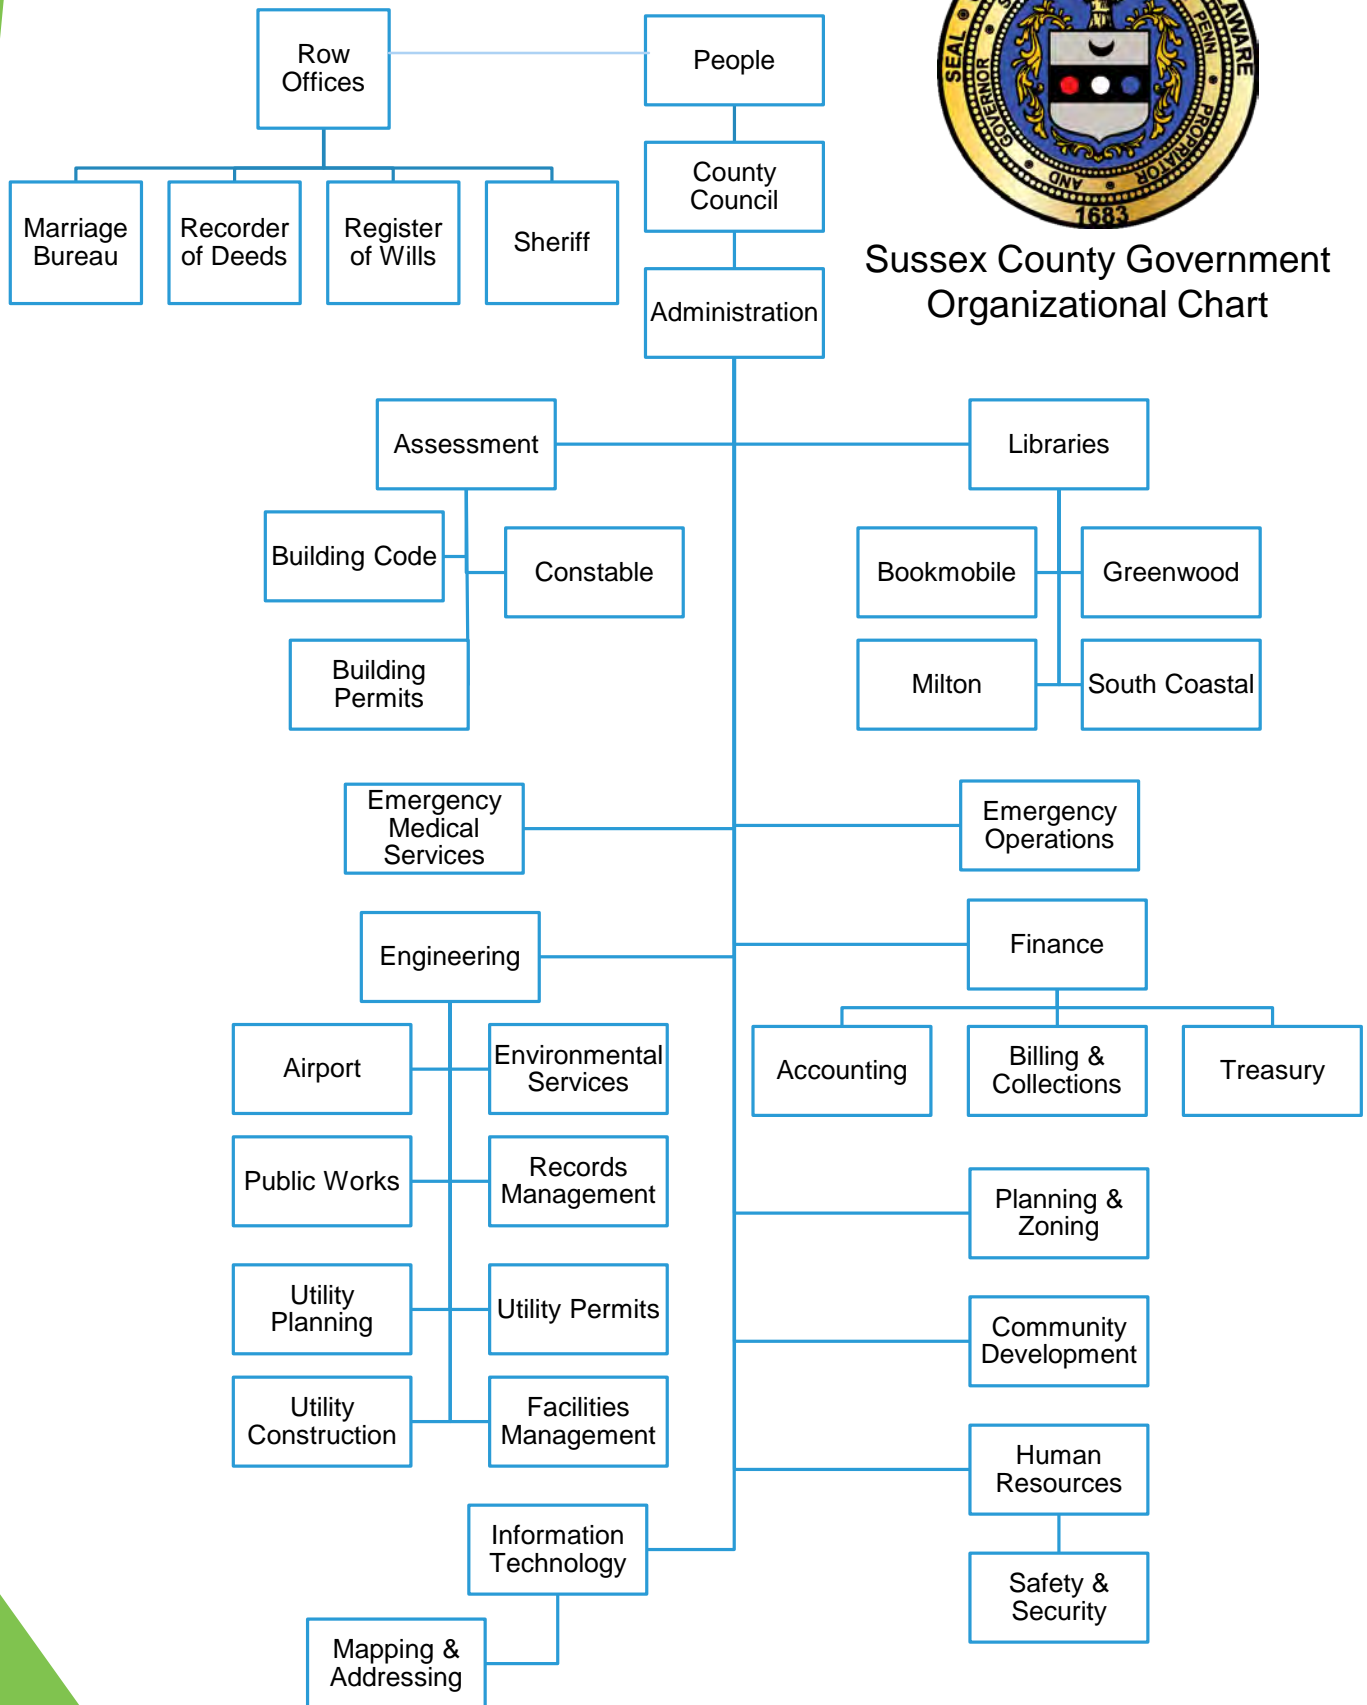 Row
Offices
People
SEAL
AWARE
GOVERNOR
AND
PROPRIATOR
PENN
1683
County
Council
Marriage
Bureau
Recorder
of Deeds
Register
of Wills
Sheriff
Sussex County Government
Organizational Chart
Administration
Assessment
Libraries
Building Code
Constable
Bookmobile
Greenwood
Building
Permits
Milton
South Coastal
Emergency
Medical
Services
Emergency
Operations
Engineering
Finance
Airport
Environmental
Services
Accounting
Billing &
Collections
Treasury
Public Works
Records
Management
Planning &
Zoning
Utility
Planning
Utility Permits
Community
Development
Utility
Construction
Facilities
Management
Human
Resources
Information
Technology
Safety &
Security
Mapping &
Addressing